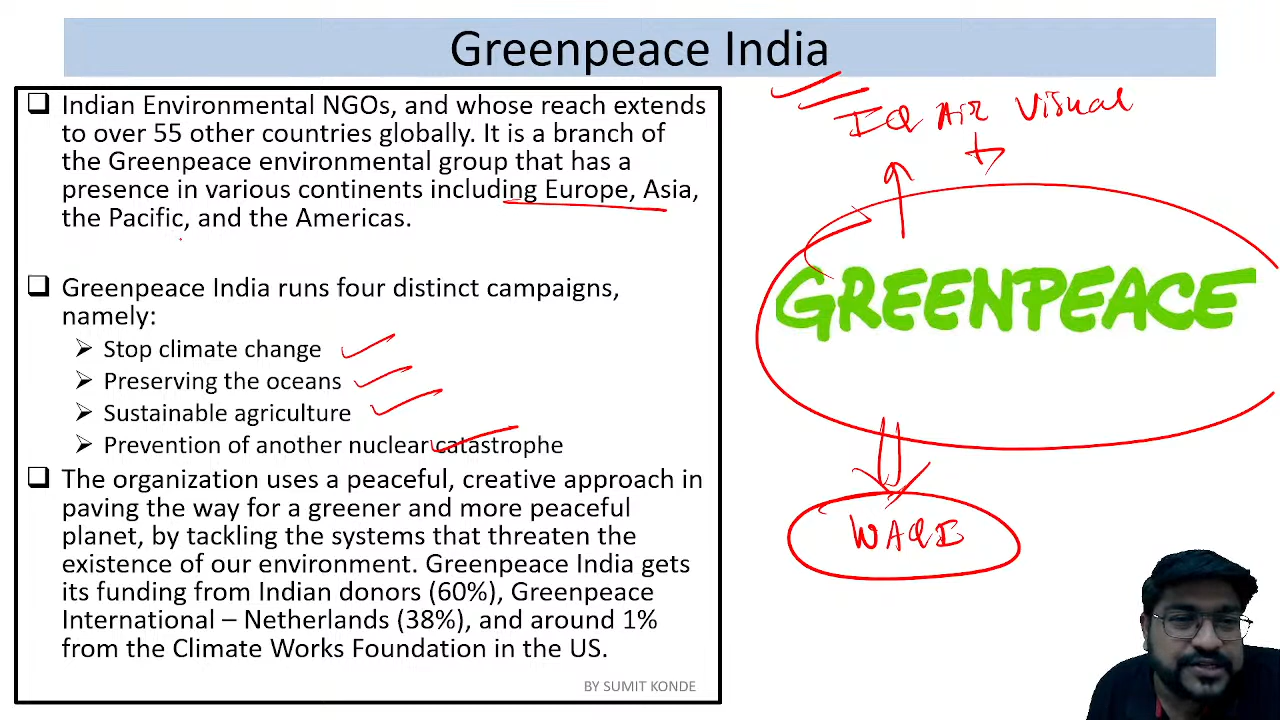 Greenpeace India
❑ Indian Environmental NGOs, and whose reach extends
to over 55 other countries globally. It is a branch of
the Greenpeace environmental group that has a
presence in various continents including Europe, Asia,
the Pacific, and the Americas.
❑ Greenpeace India runs four distinct campaigns,
namely:
➢ Stop climate change
➢ Preserving the oceans
➢ Sustainable agriculture
➢ Prevention of another nuclear catastrophe
❑ The organization uses a peaceful, creative approach in
paving the way for a greener and more peaceful
planet, by tackling the systems that threaten the
existence of our environment. Greenpeace India gets
its funding from Indian donors (60%), Greenpeace
International – Netherlands (38%), and around 1%
from the Climate Works Foundation in the US.
BY SUMIT KONDE
IQ Air Visual
GREENPEACE
WAQI